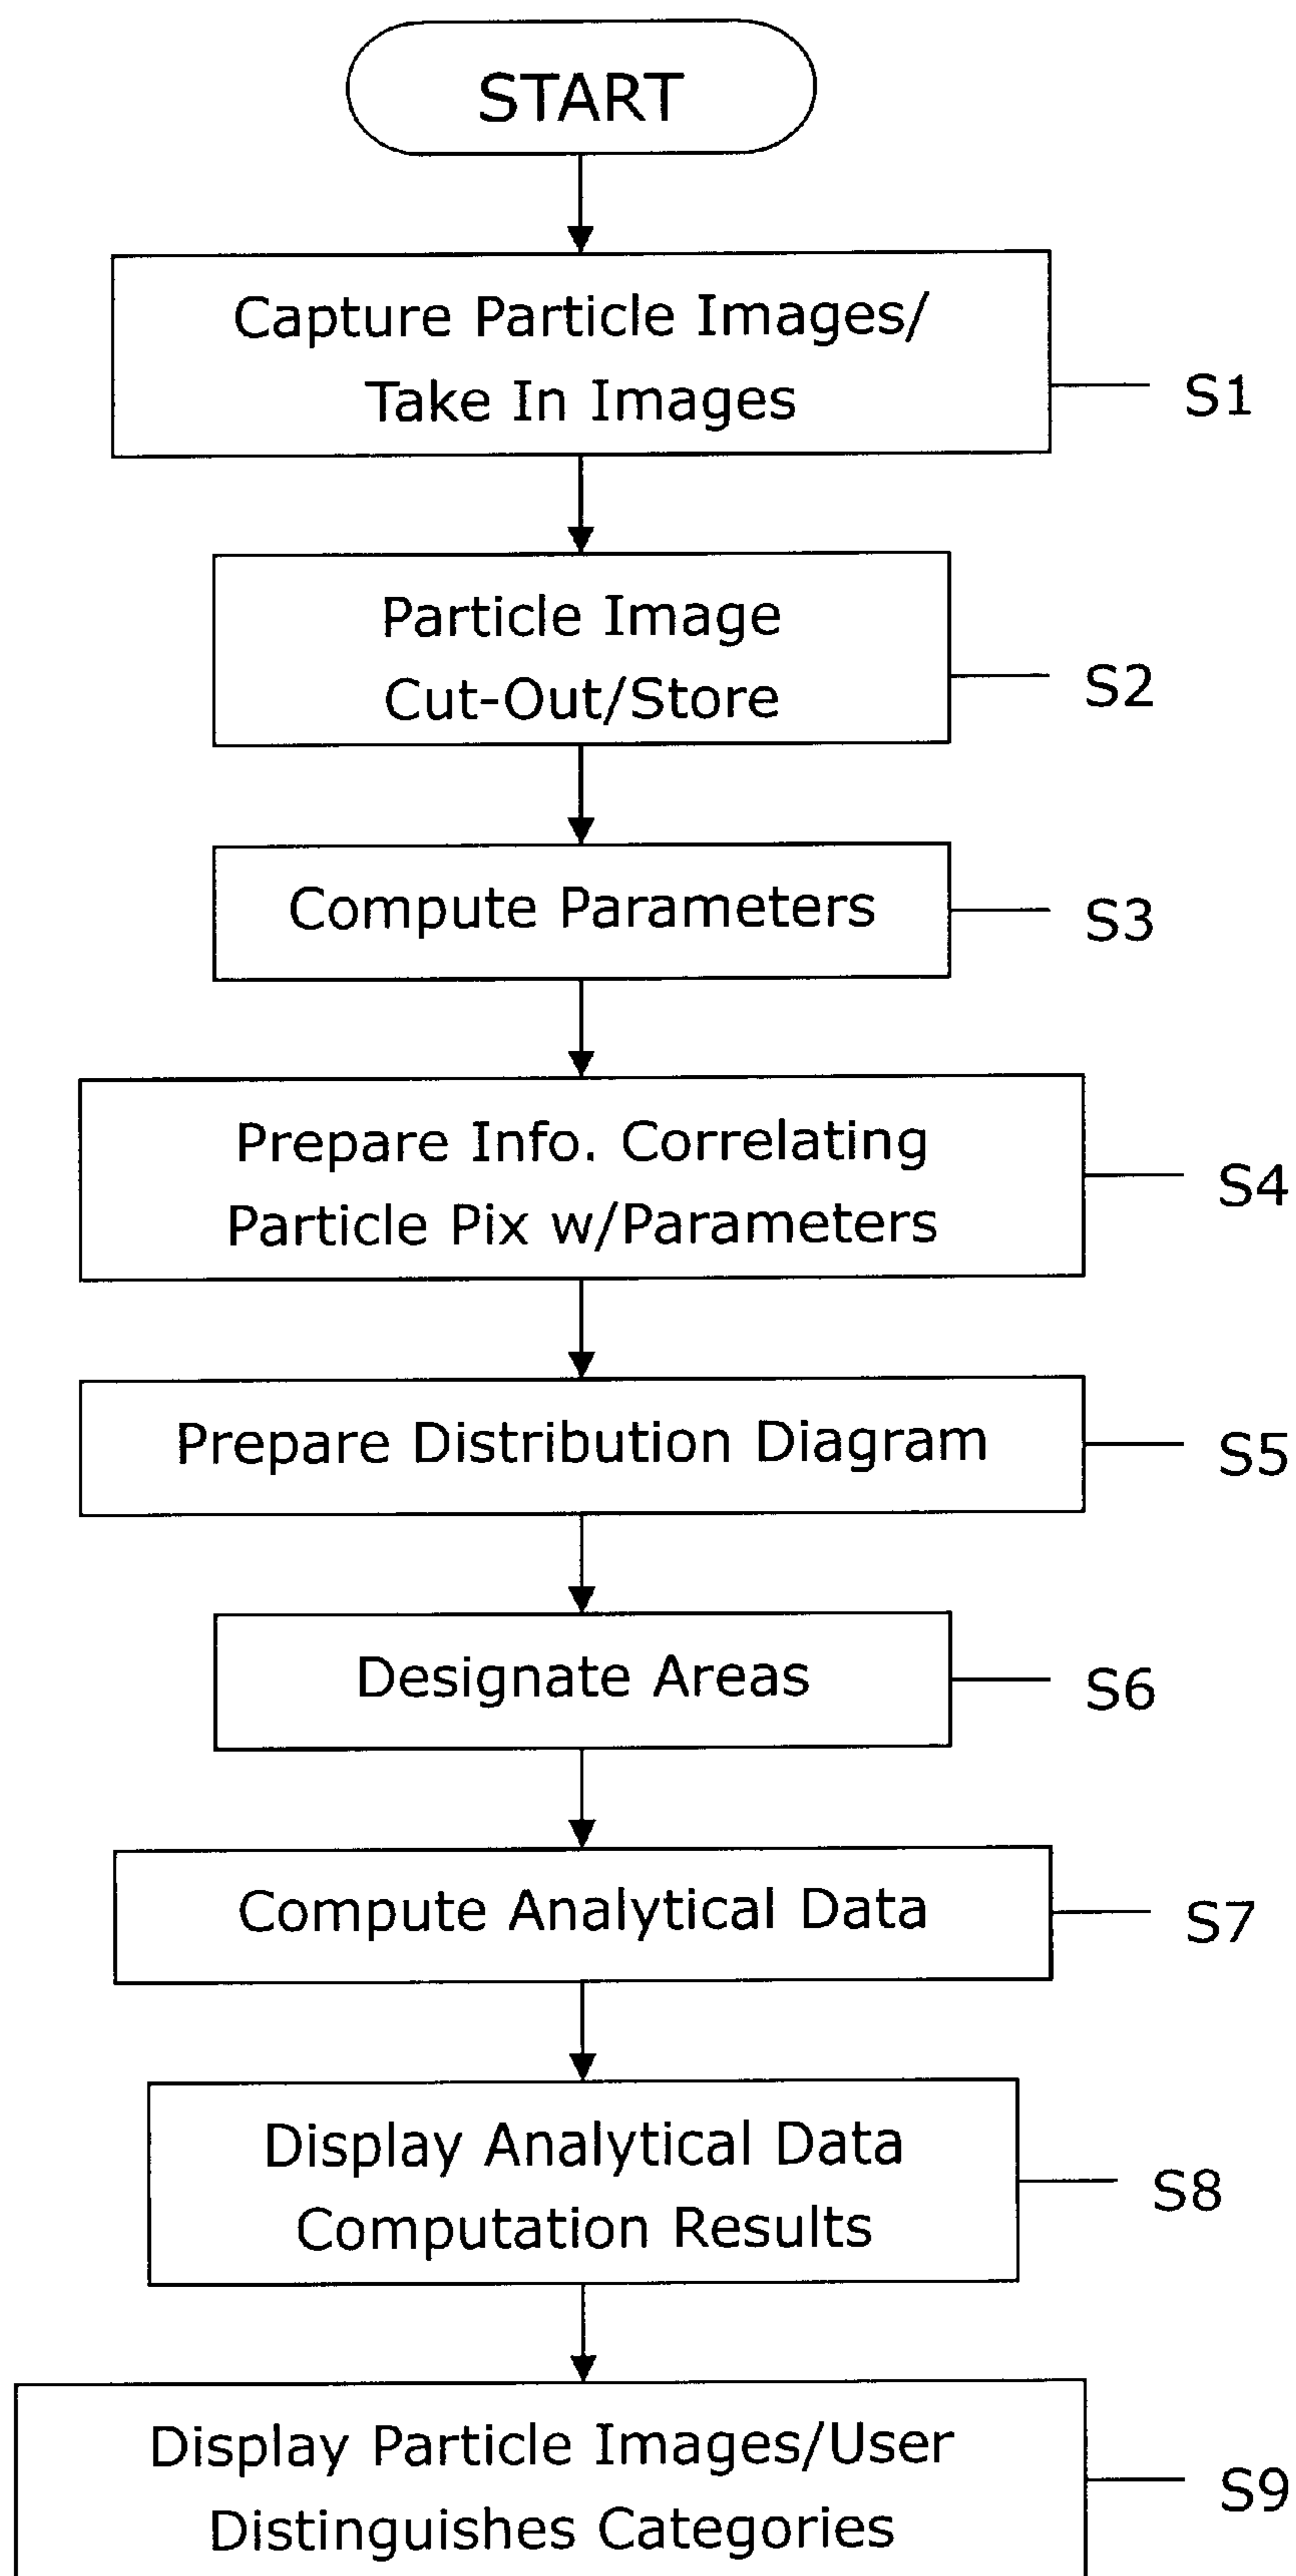 START
Capture Particle Images/
Take In Images
S1
Particle Image
Cut-Out/Store
S2
Compute Parameters
S3
Prepare Info. Correlating
Particle Pix w/Parameters
S4
Prepare Distribution Diagram
S5
Designate Areas
S6
Compute Analytical Data
S7
Display Analytical Data
Computation Results
S8
Display Particle Images/User
Distinguishes Categories
S9